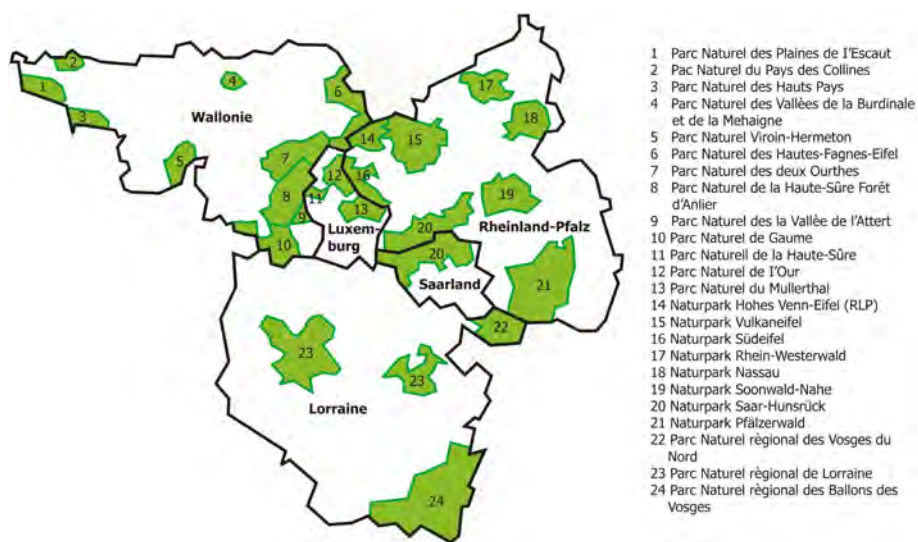 1 Parc Naturel des Plaines de I'Escaut
2 Pac Naturel du Pays des Collines
3 Parc Naturel des Hauts Pays
4 Parc Naturel des Vallèes de la Burdinale
et de la Mehaigne
5 Parc Naturel Viroin-Hermeton
6 Parc Naturel des Hautes-Fagnes-Eifel
7 Parc Naturel des deux Ourthes
8 Parc Naturel de la Haute-Sûre Forêt
d'Anlier
9 Parc Naturel des la Vallèe de l'Attert
10 Parc Naturel de Gaume
11 Parc Naturell de la Haute-Sûre
12 Parc Naturel de I'Our
13 Parc Naturel du Mullerthal
14 Naturpark Hohes Venn-Eifel (RLP)
15 Naturpark Vulkaneifel
16 Naturpark Südeifel
17 Naturpark Rhein-Westerwald
18 Naturpark Nassau
19 Naturpark Soonwald-Nahe
20 Naturpark Saar-Hunsrück
21 Naturpark Pfälzerwald
22 Parc Naturel règional des Vosges du
Nord
23 Parc Naturel règional de Lorraine
24 Parc Naturel règional des Ballons des
Vosges
2
1
4
6
3
Wallonie
17
18
14
15
5
7
12
16
8
11
19
13
9
Luxem-
burg
20
Rheinland-Pfalz
10
20
Saarland
21
22
23
23
Lorraine
24